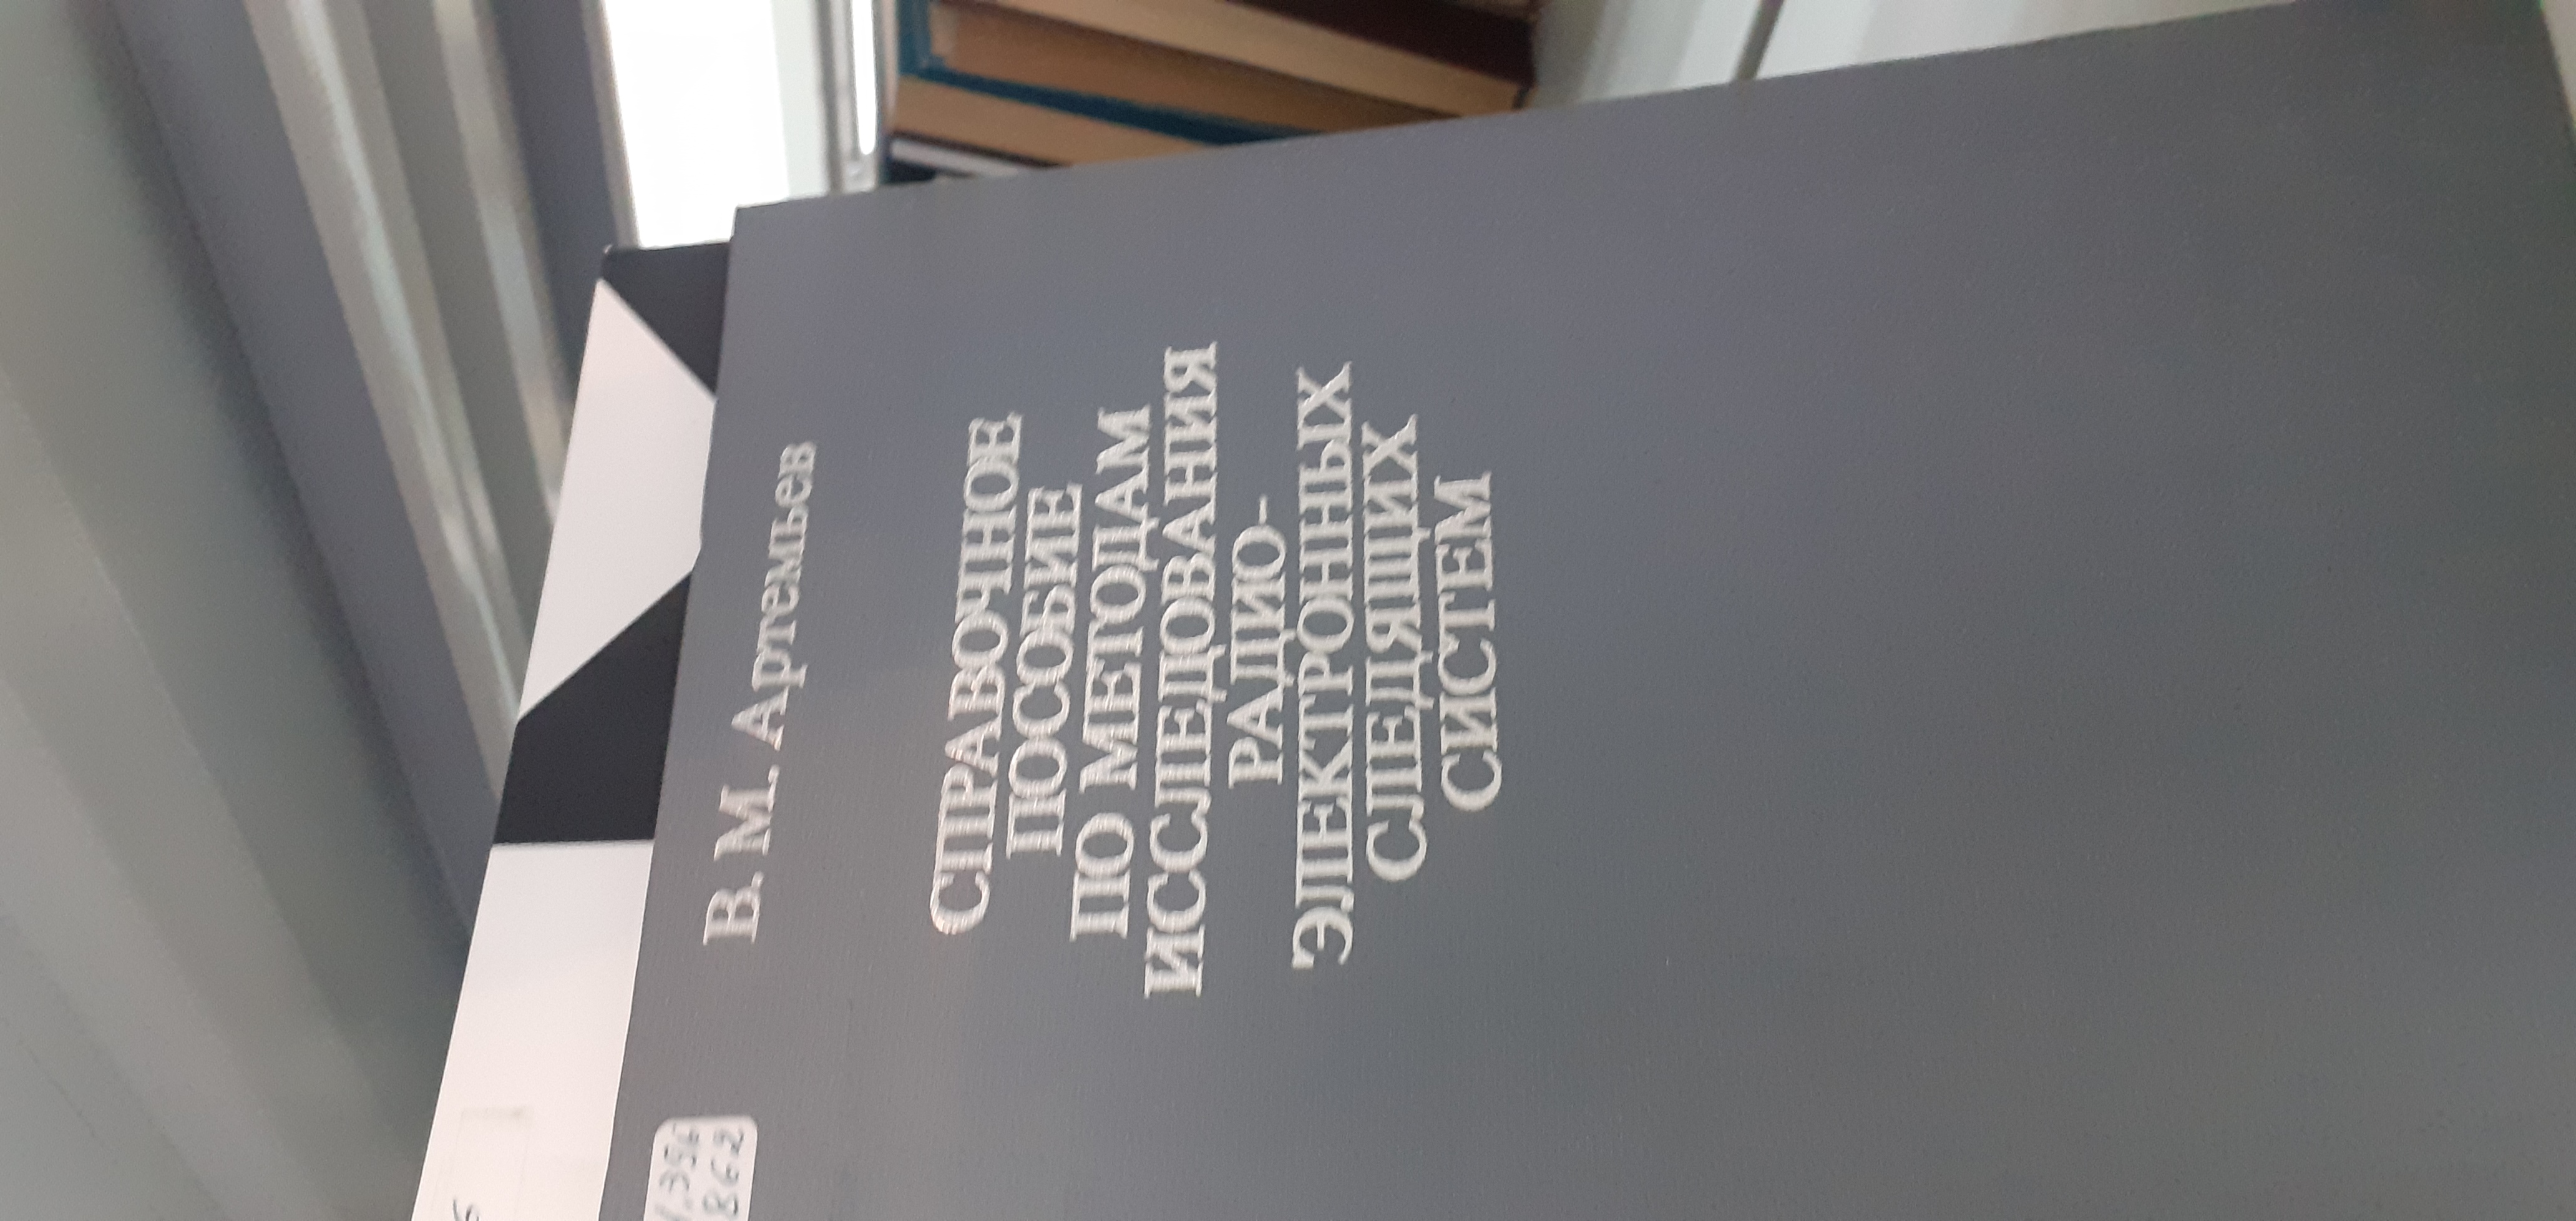 В. М. Артемьев
СПРАВОЧНОЕ
ПОСОБИЕ
ПО МЕТОДАМ
ИССЛЕДОВАНИЯ
РАДИО-
ЭЛЕКТРОННЫХ
СЛЕДЯЩИХ
СИСТЕМ